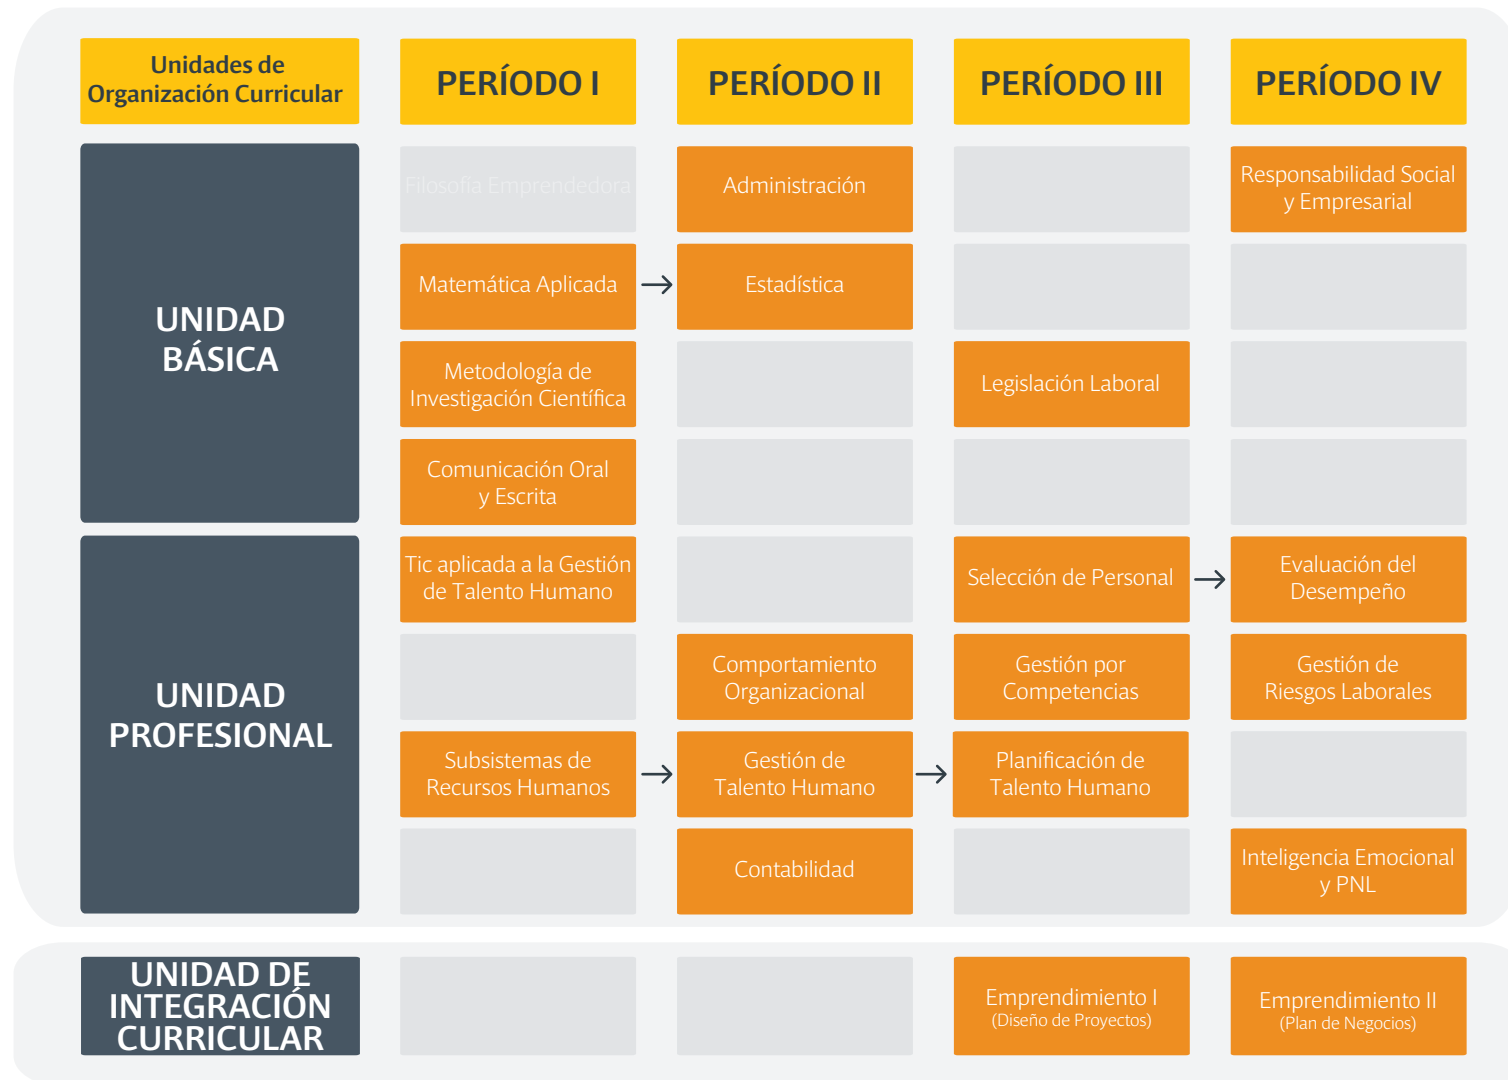 Unidades de
Organización Curricular
PERÍODO I
PERÍODO II
PERÍODO III
PERÍODO IV
UNIDAD
BÁSICA
Filosofía Emprendedora
Administración
Responsabilidad Social
y Empresarial
Matemática Aplicada
Estadística
Metodología de
Investigación Científica
Legislación Laboral
Comunicación Oral
y Escrita
UNIDAD
PROFESIONAL
Tic aplicada a la Gestión
de Talento Humano
Selección de Personal
Evaluación del
Desempeño
Comportamiento
Organizacional
Gestión por
Competencias
Gestión de
Riesgos Laborales
Subsistemas de
Recursos Humanos
Gestión de
Talento Humano
Planificación de
Talento Humano
Contabilidad
Inteligencia Emocional
y PNL
UNIDAD DE
INTEGRACIÓN
CURRICULAR
Emprendimiento I
(Diseño de Proyectos)
Emprendimiento II
(Plan de Negocios)